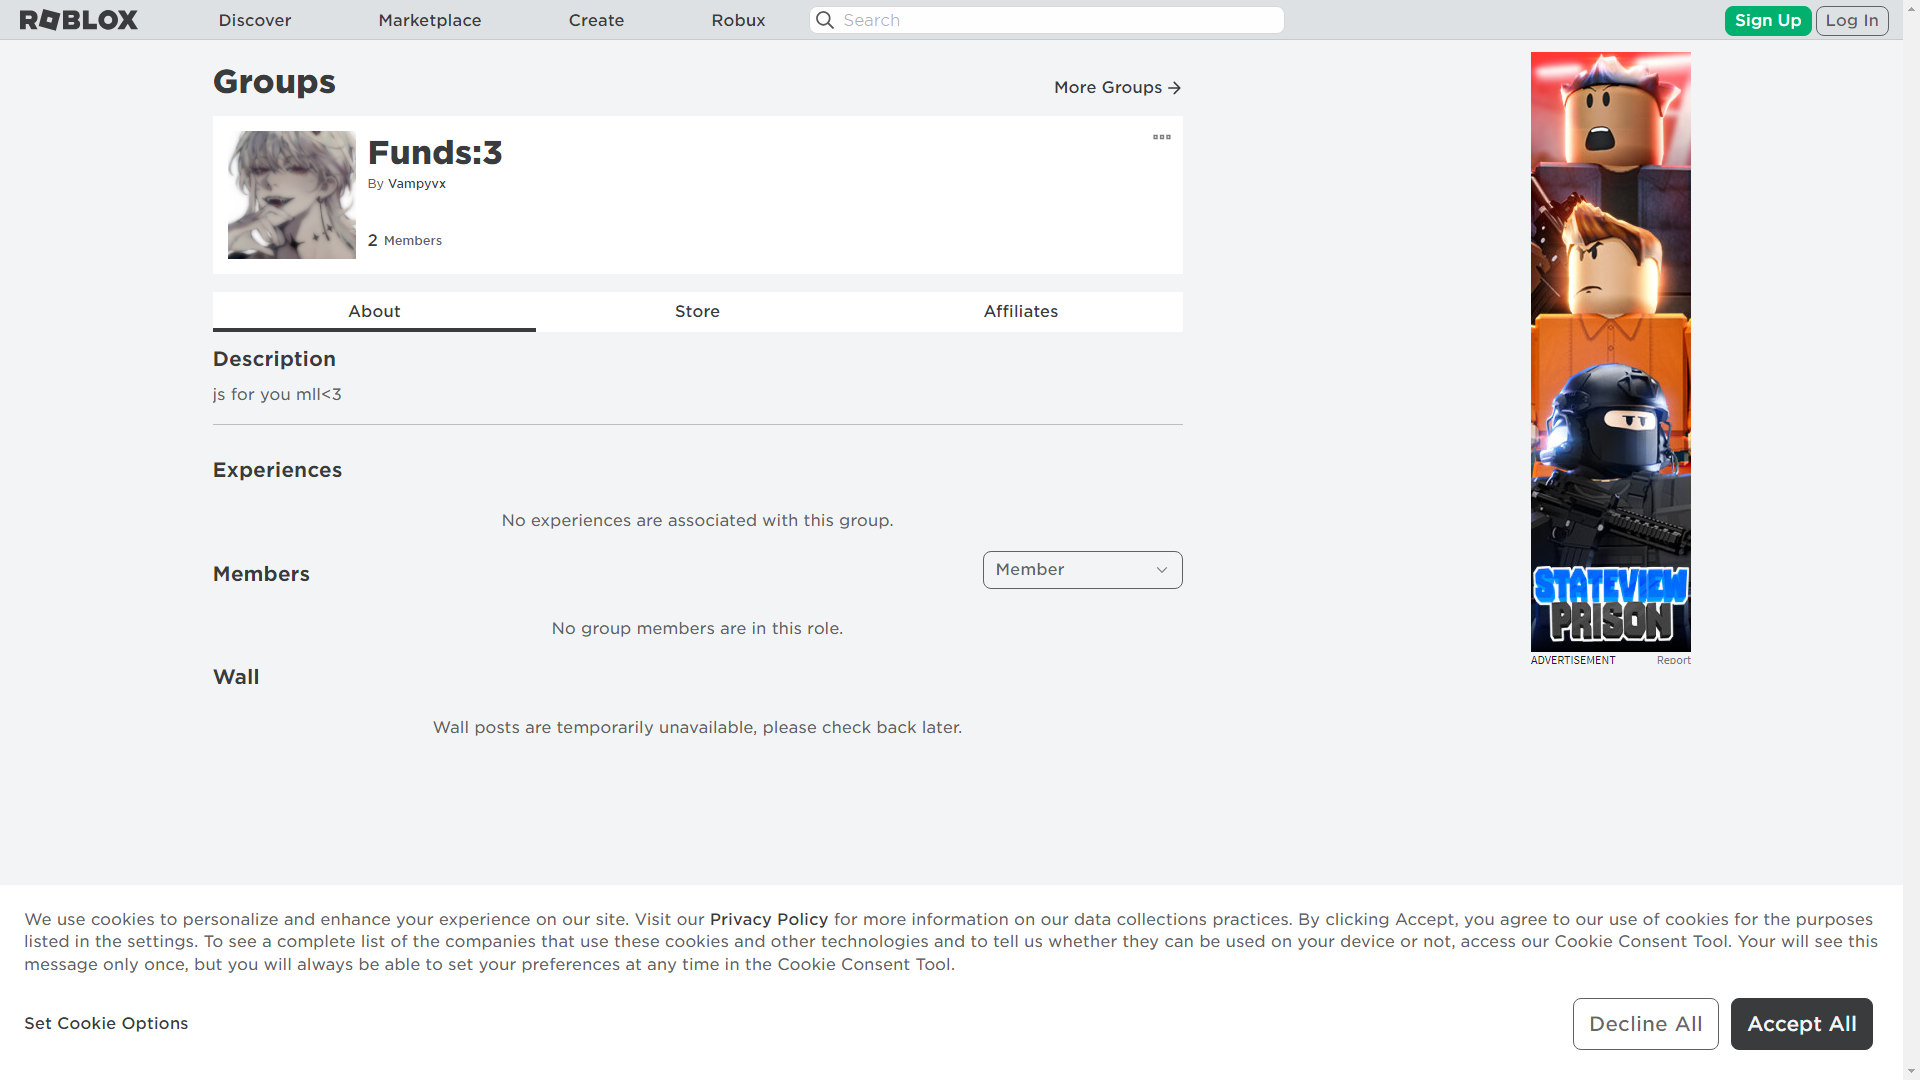 ROBLOX Discover Marketplace Create Robux Search Sign Up Log In
Groups
More Groups
Funds:3
By Vampyvx
2 Members
About Store Affiliates
Description
js for you mll<3
Experiences
No experiences are associated with this group.
Members
Member
No group members are in this role.
Wall
Wall posts are temporarily unavailable, please check back later.
STATEVIEW
PRISON
ADVERTISEMENT Report
We use cookies to personalize and enhance your experience on our site. Visit our Privacy Policy for more information on our data collections practices. By clicking Accept, you agree to our use of cookies for the purposes
listed in the settings. To see a complete list of the companies that use these cookies and other technologies and to tell us whether they can be used on your device or not, access our Cookie Consent Tool. Your will see this
message only once, but you will always be able to set your preferences at any time in the Cookie Consent Tool.
Set Cookie Options
Decline All
Accept All